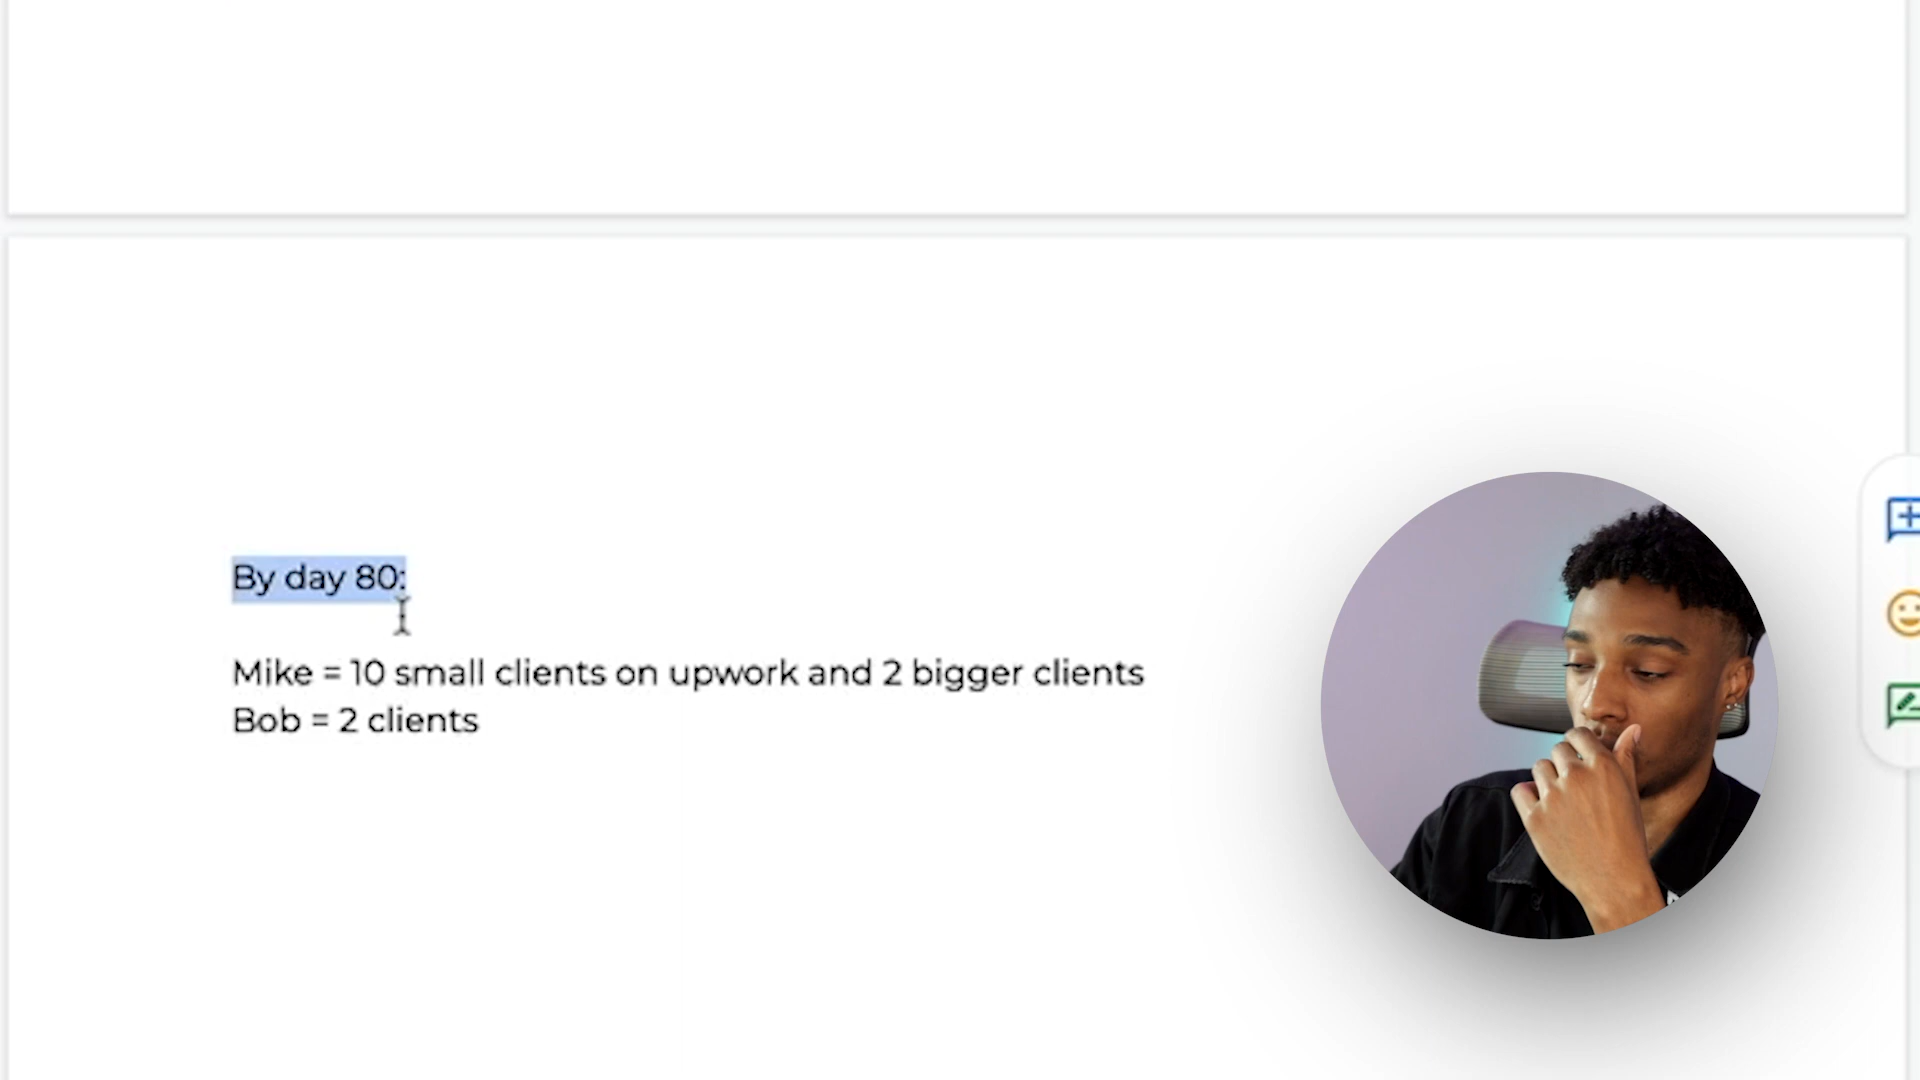 By day 80:
Mike = 10 small clients on upwork and 2 bigger clients
Bob = 2 clients